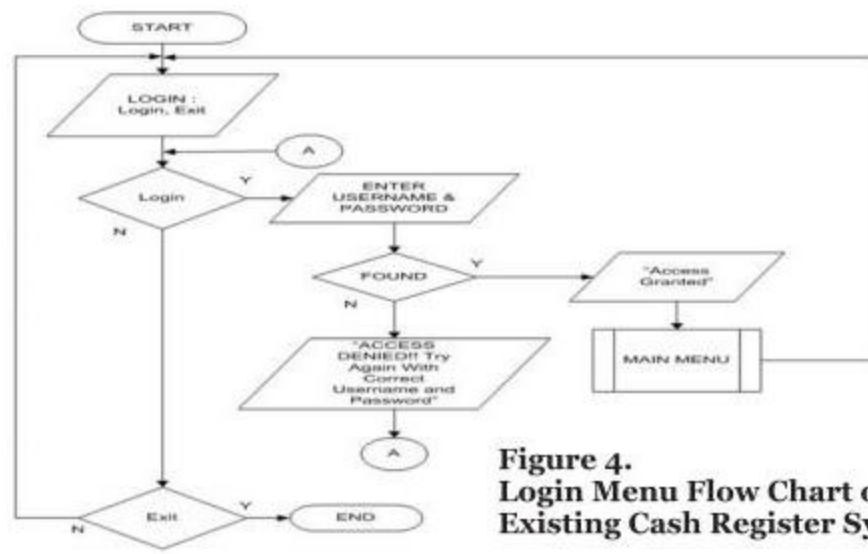 START
LOGIN :
Login, Exit
A
Login
Y
N
ENTER
USERNAME &
PASSWORD
FOUND
Y
N
"Access
Granted"
MAIN MENU
"ACCESS
DENIED!! Try
Again With
Correct
Username and
Password"
A
Exit
Y
N
END
Figure 4.
Login Menu Flow Chart
Existing Cash Register